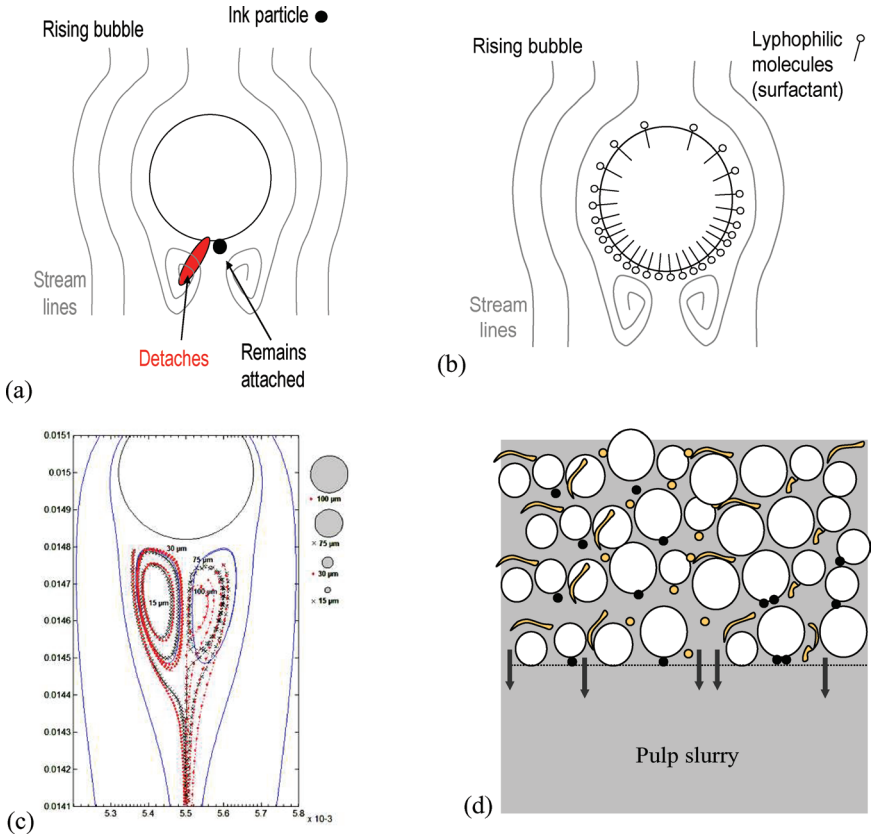 Rising bubble
Ink particle
Stream
lines
Detaches
Remains
attached
(a)
Rising bubble
Lyphophilic
molecules
(surfactant)
Stream
lines
(b)
0.0151
0.015
0.0149
0.0148
0.0147
0.0146
0.0145
0.0144
0.0143
0.0142
0.0141
30 µm
75 µm
15 µm
100 µm
5.3
5.4
5.5
5.6
5.7
5.8
x 10-3
100 µm
75 µm
30 µm
15 µm
(c)
Pulp slurry
(d)